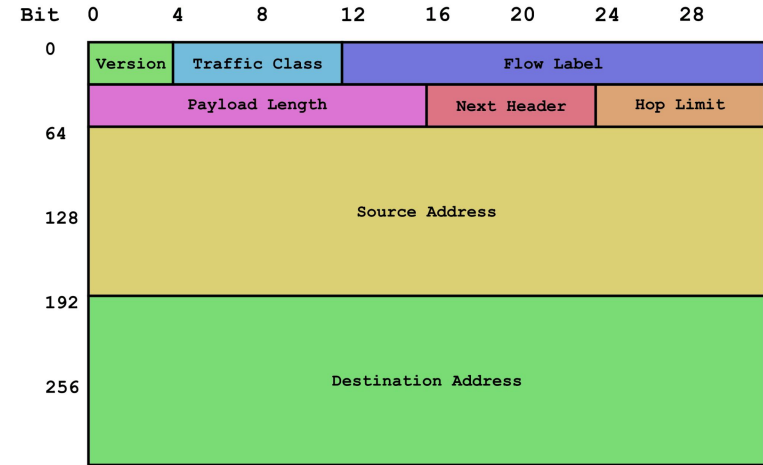 Bit 0 4 8 12 16 20 24 28
0
Version Traffic Class Flow Label
Payload Length Next Header Hop Limit
64
Source Address
128
192
Destination Address
256